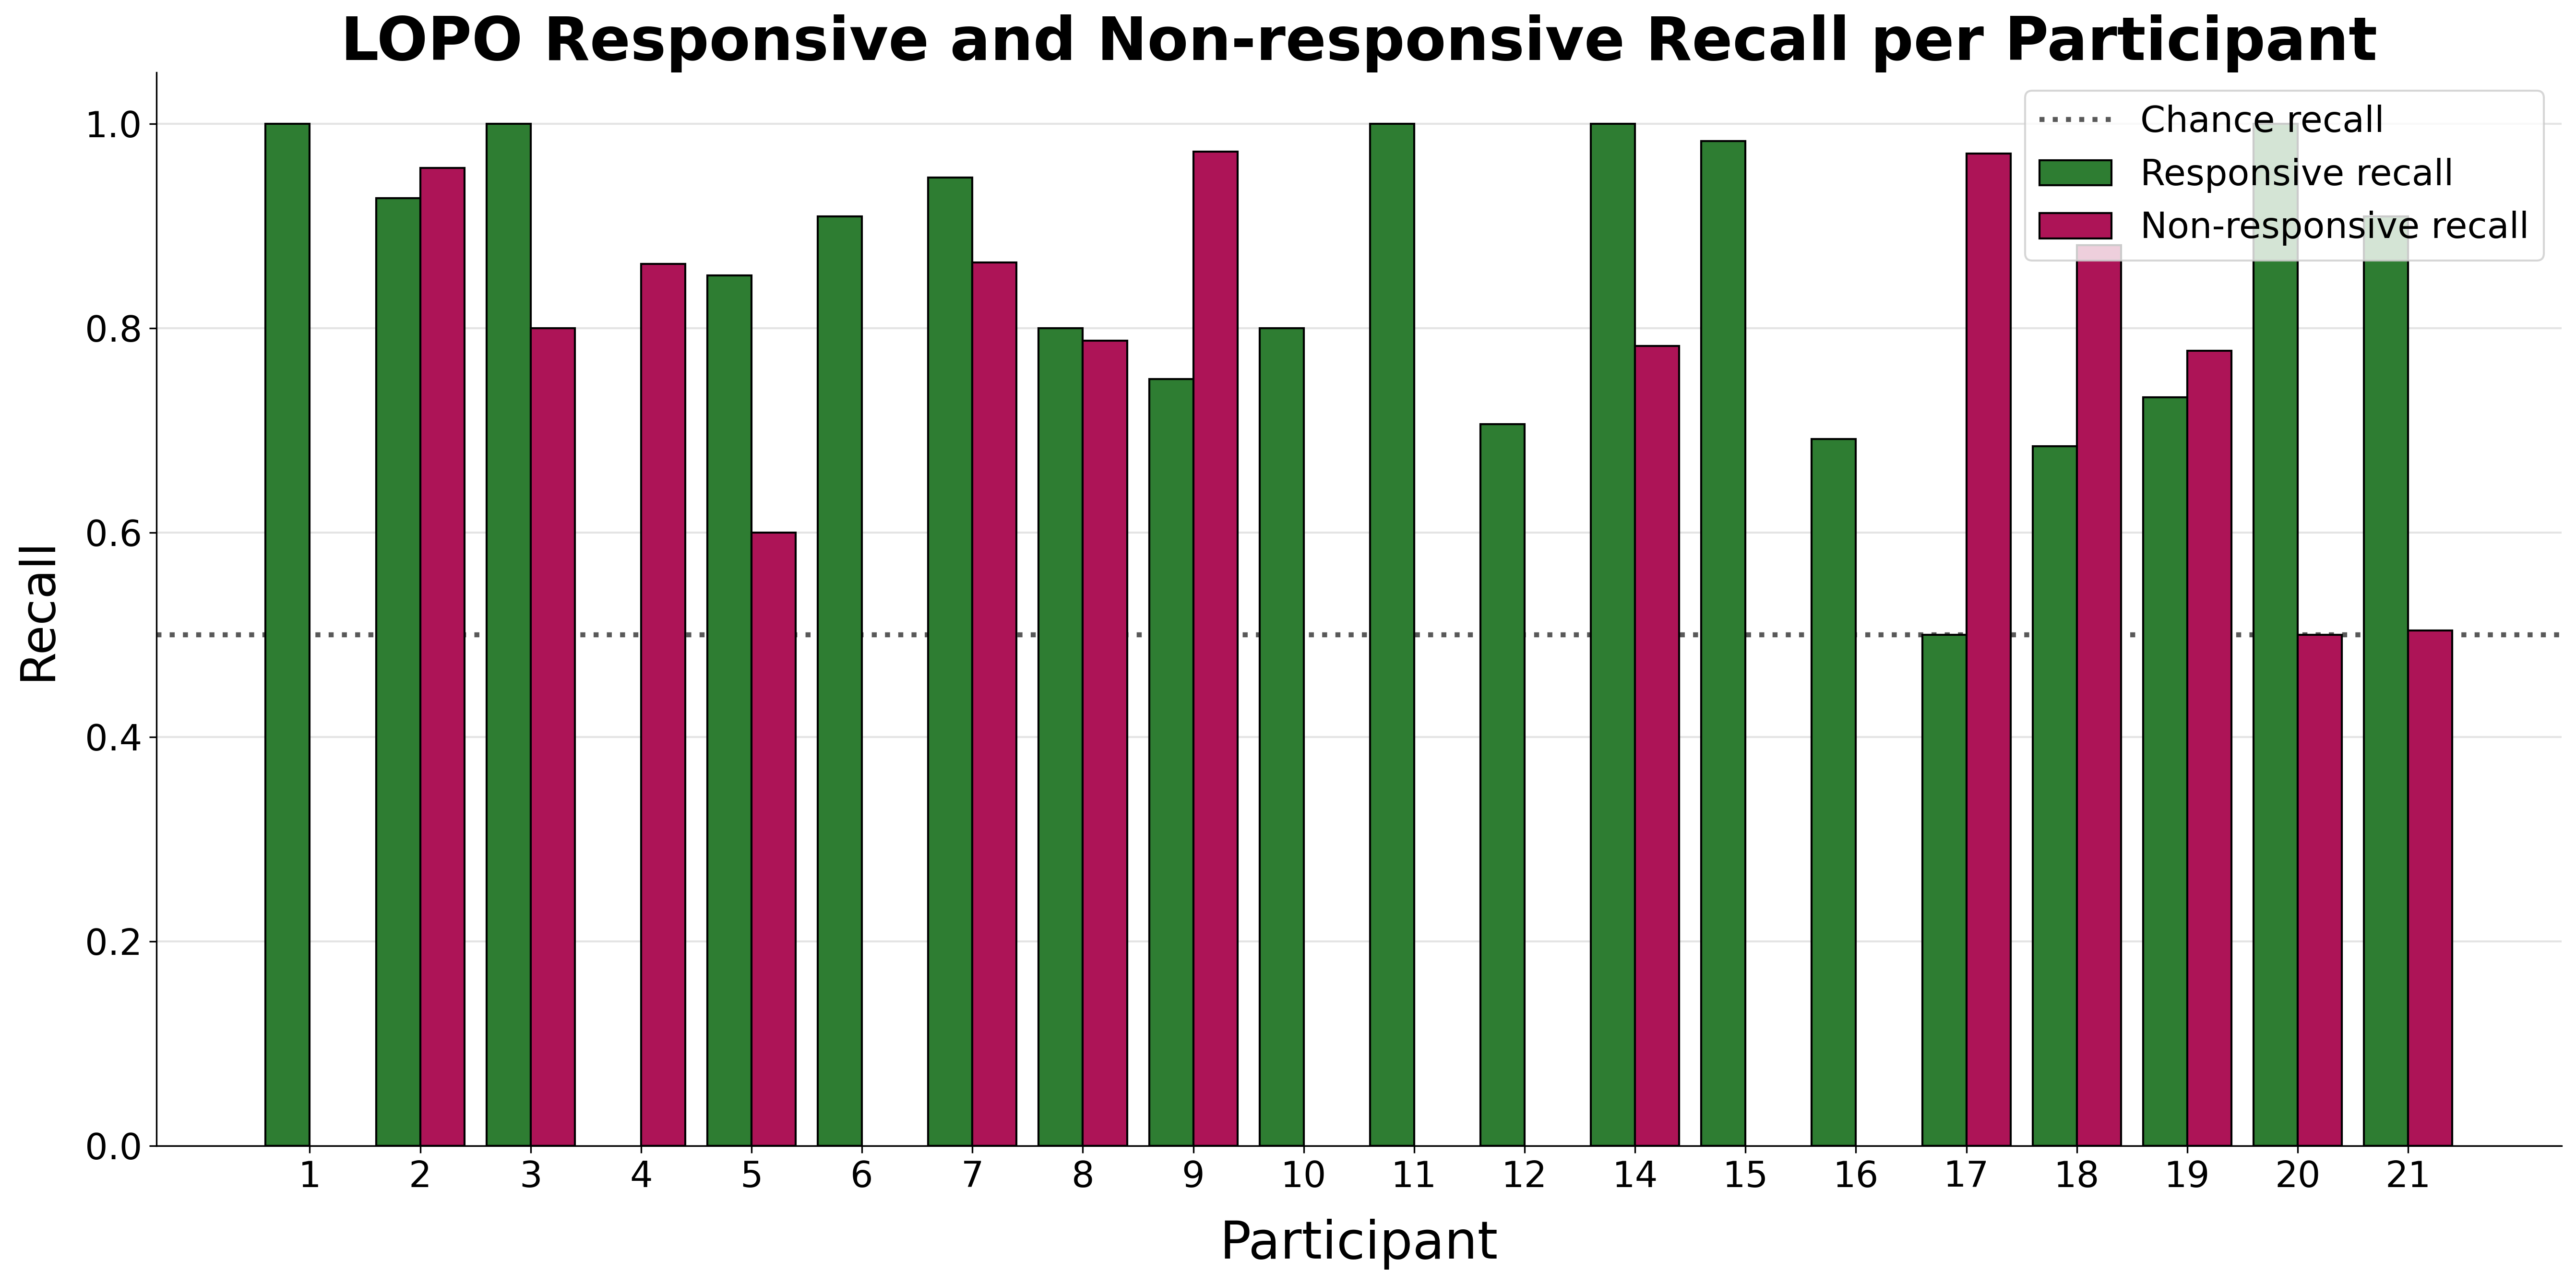 LOPO Responsive and Non-responsive Recall per Participant
Chance recall
Responsive recall
Non-responsive recall
Recall
1.0
0.8
0.6
0.4
0.2
0.0
1 2 3 4 5 6 7 8 9 10 11 12 14 15 16 17 18 19 20 21
Participant